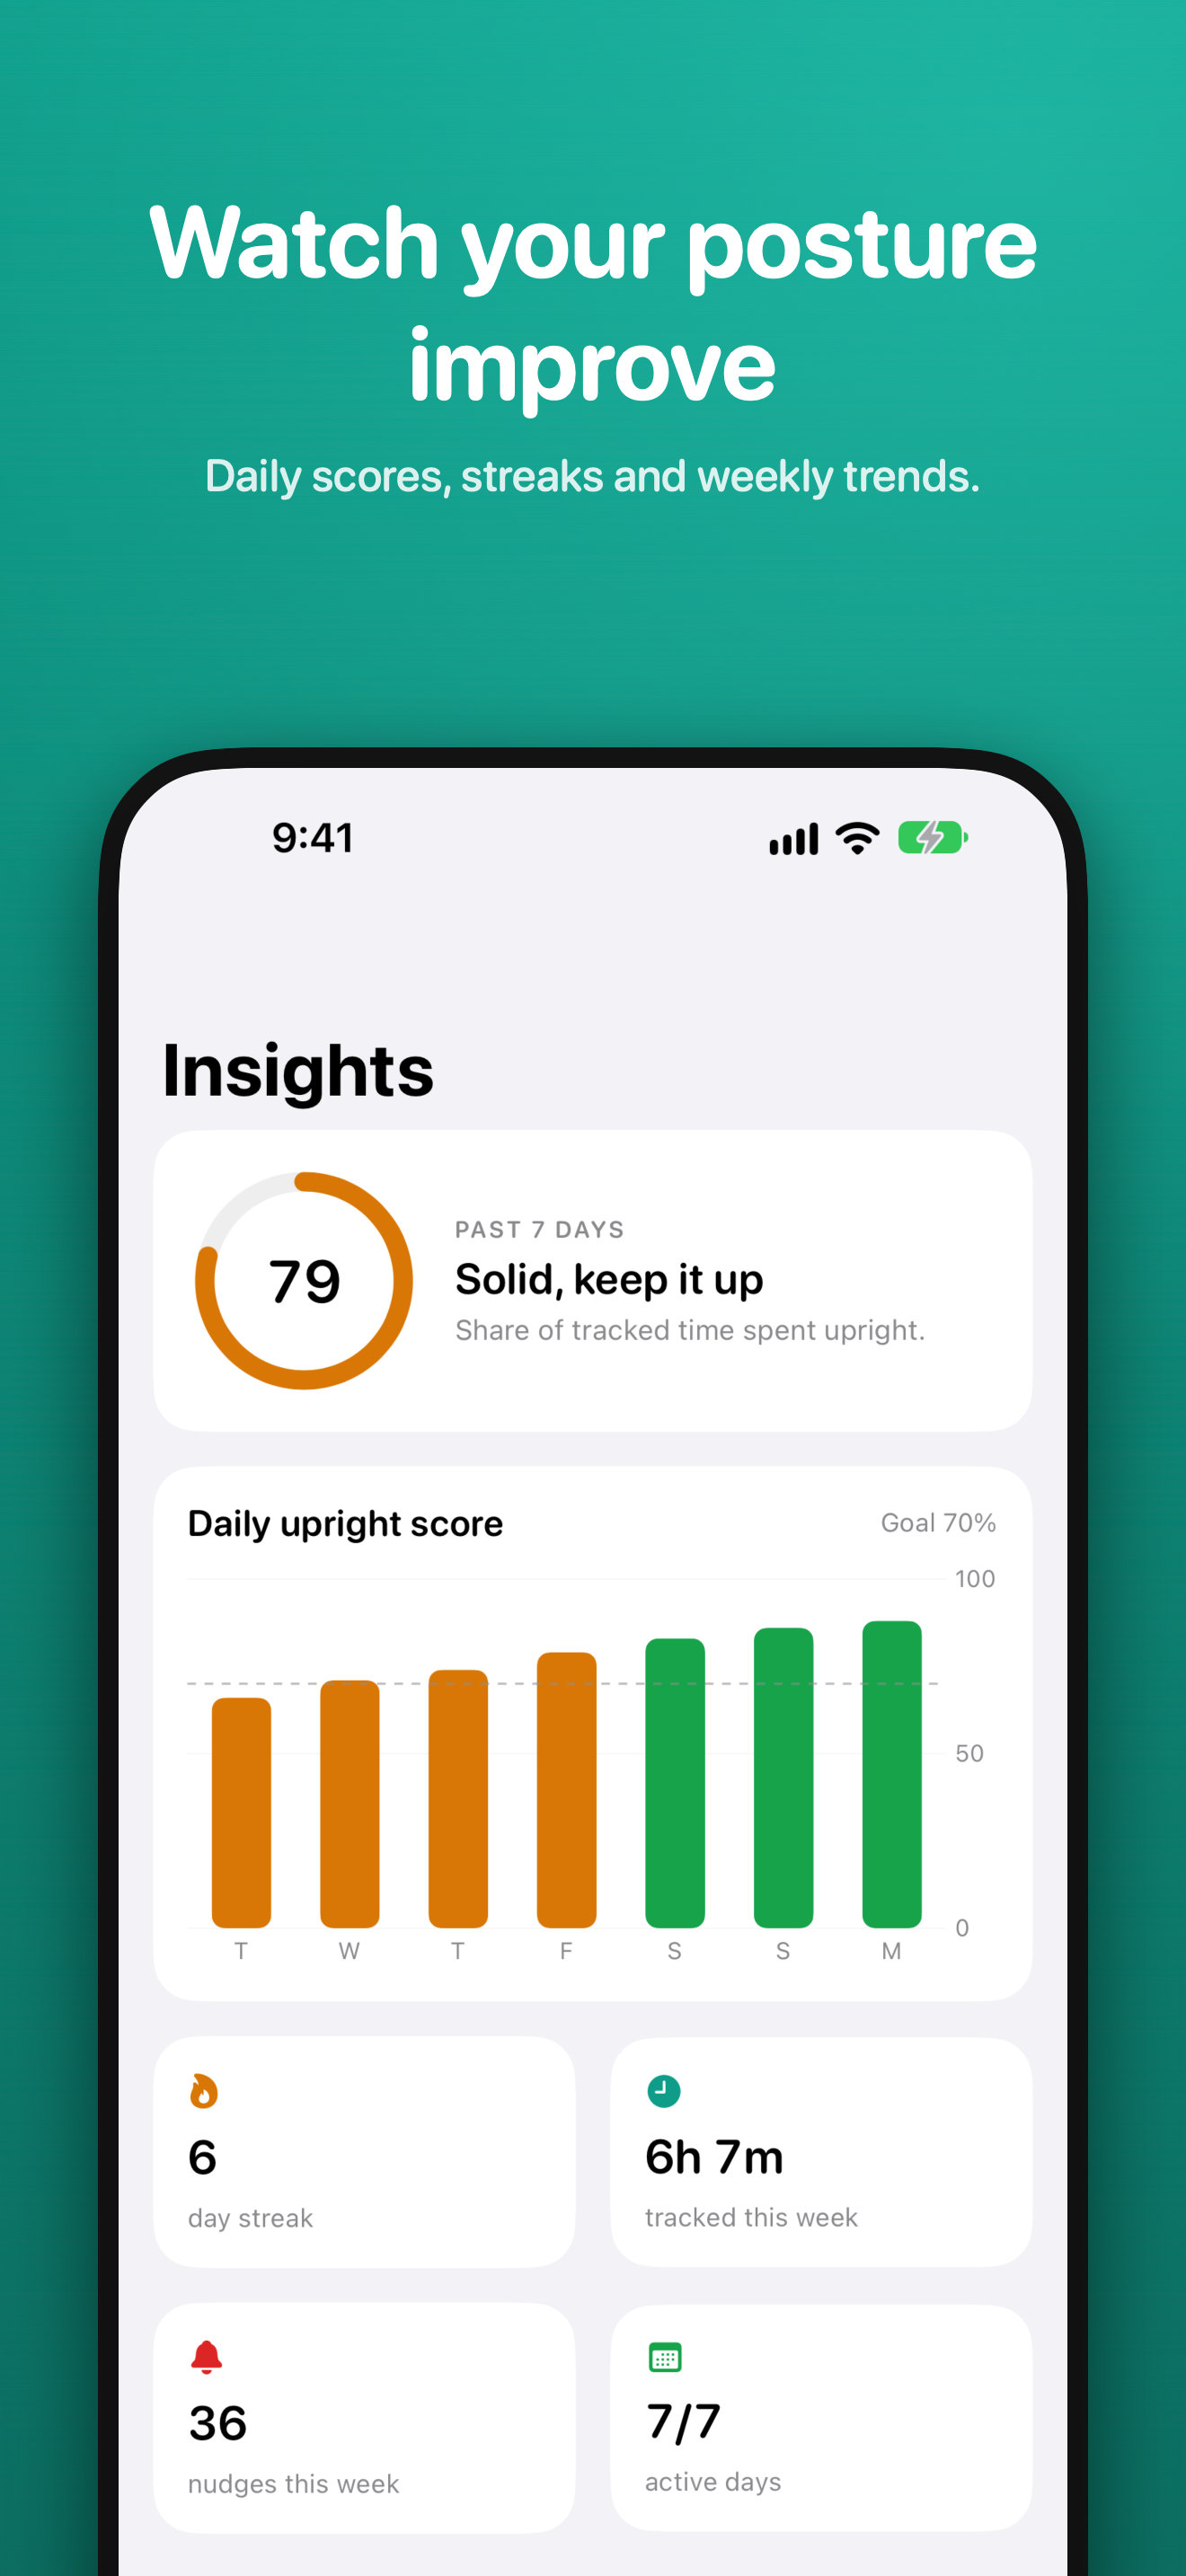 Watch your posture
improve
Daily scores, streaks and weekly trends.
9:41
Insights
79
PAST 7 DAYS
Solid, keep it up
Share of tracked time spent upright.
Daily upright score
Goal 70%
100
50
0
T W T F S S M
6
day streak
6h 7m
tracked this week
36
nudges this week
7/7
active days